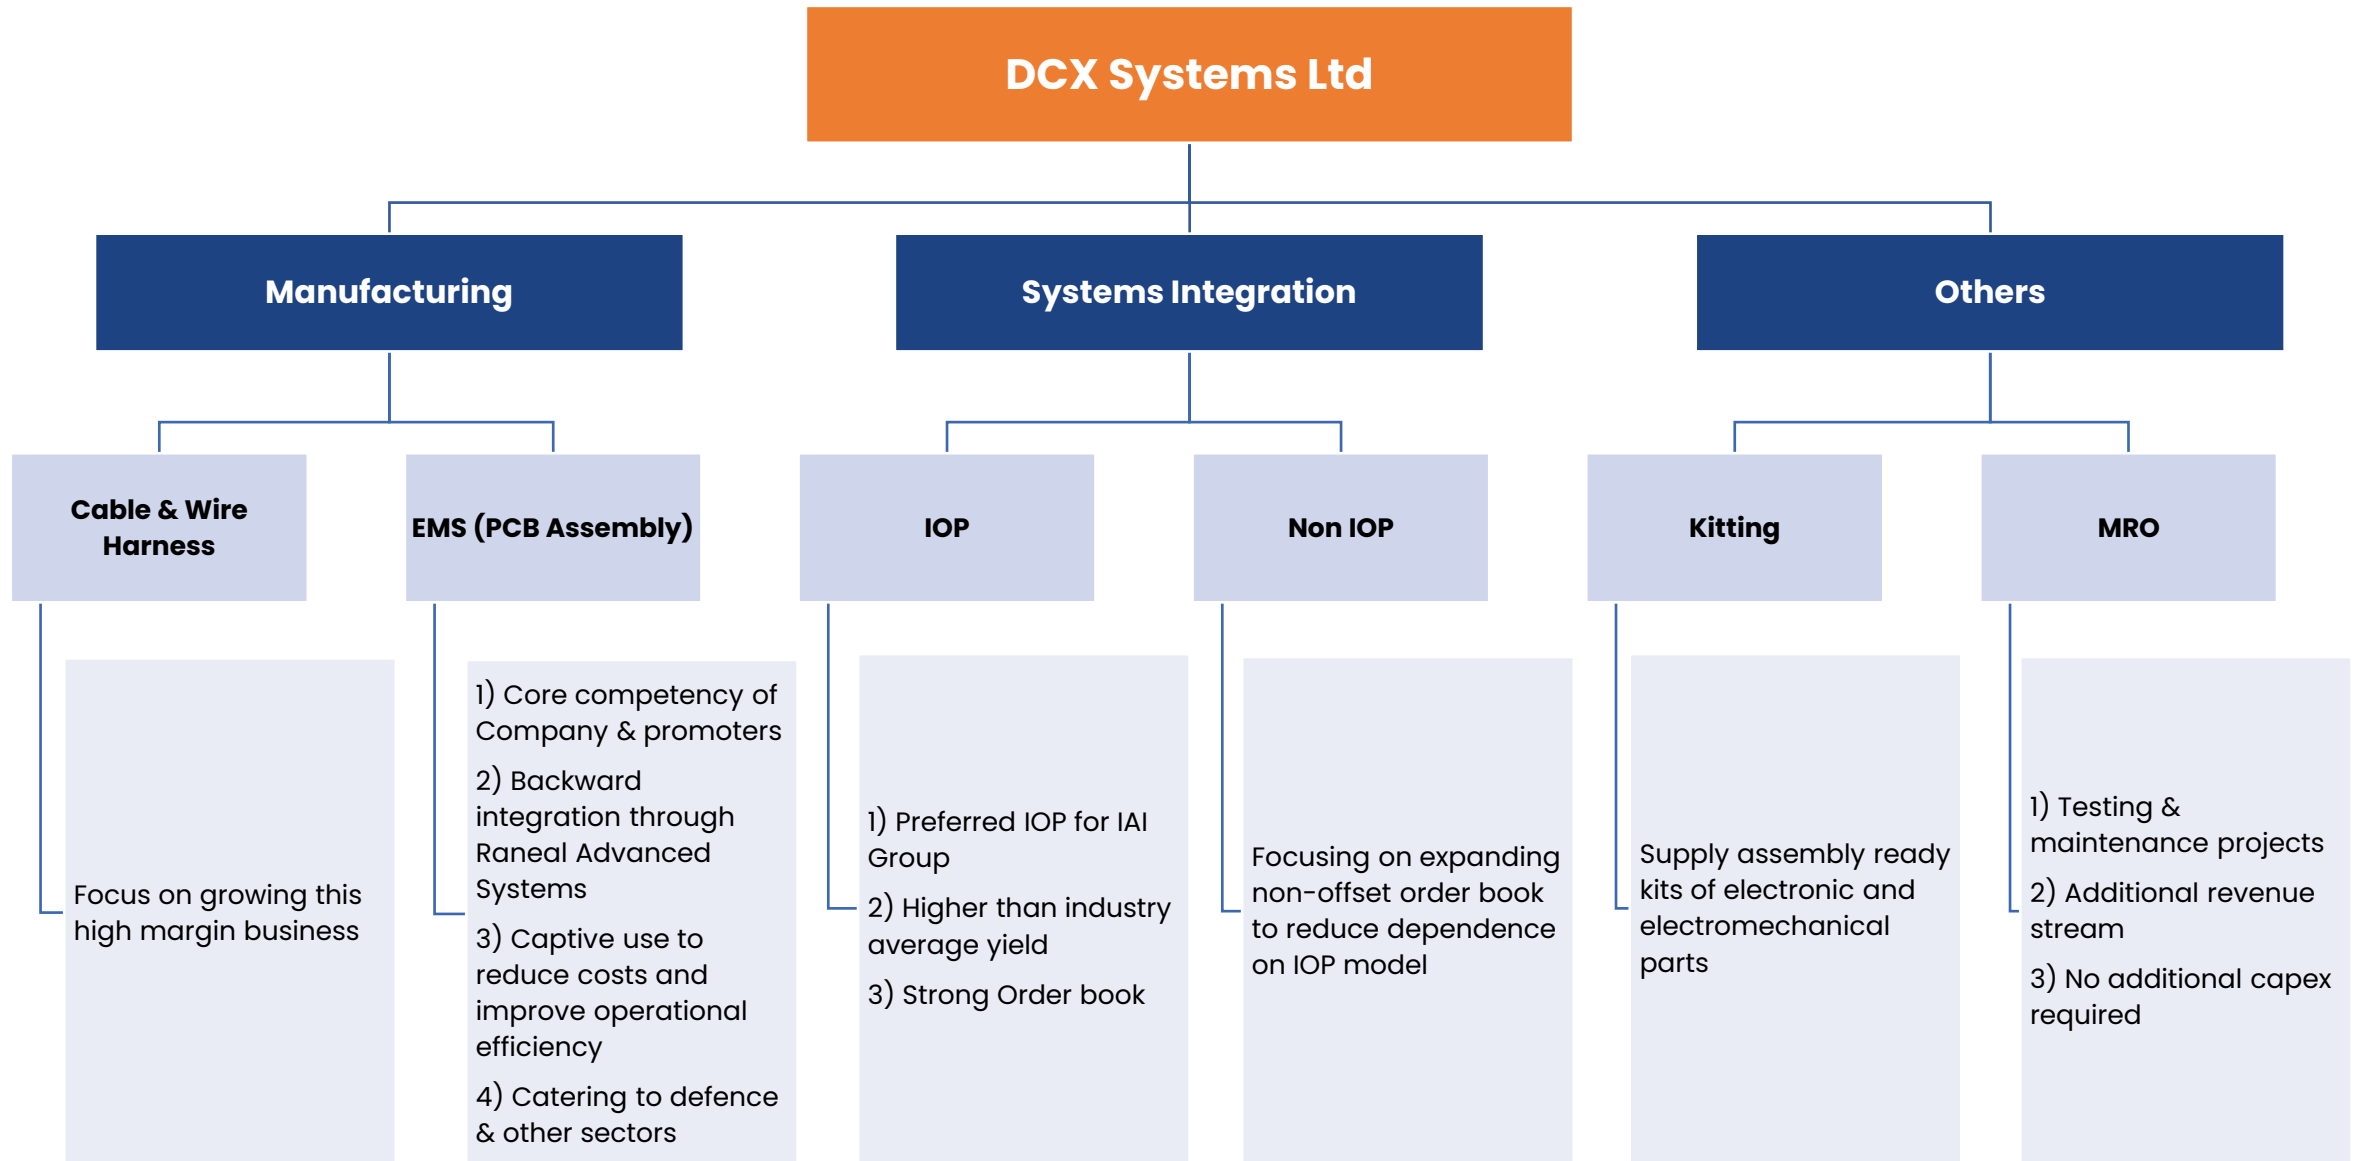 DCX Systems Ltd
Manufacturing
Systems Integration
Others
Cable & Wire
Harness
EMS (PCB Assembly)
IOP
Non IOP
Kitting
MRO
Focus on growing this
high margin business
1) Core competency of
Company & promoters
2) Backward
integration through
Raneal Advanced
Systems
3) Captive use to
reduce costs and
improve operational
efficiency
4) Catering to defence
& other sectors
1) Preferred IOP for IAI
Group
2) Higher than industry
average yield
3) Strong Order book
Focusing on expanding
non-offset order book
to reduce dependence
on IOP model
Supply assembly ready
kits of electronic and
electromechanical
parts
1) Testing &
maintenance projects
2) Additional revenue
stream
3) No additional capex
required